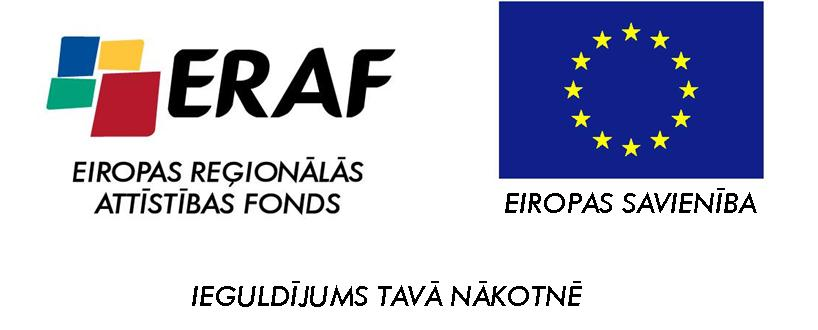 ERAF
EIROPAS REĢIONĀLĀS
ATTĪSTĪBAS FONDS
EIROPAS SAVIENĪBA
IEGULDĪJUMS TAVĀ NĀKOTNĒ